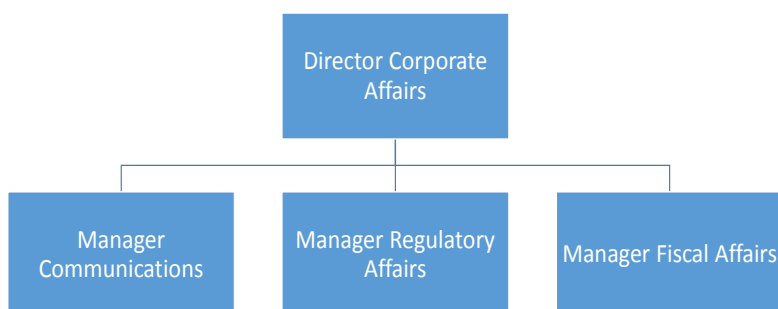 Director Corporate
Affairs
Manager
Communications
Manager Regulatory
Affairs
Manager Fiscal Affairs